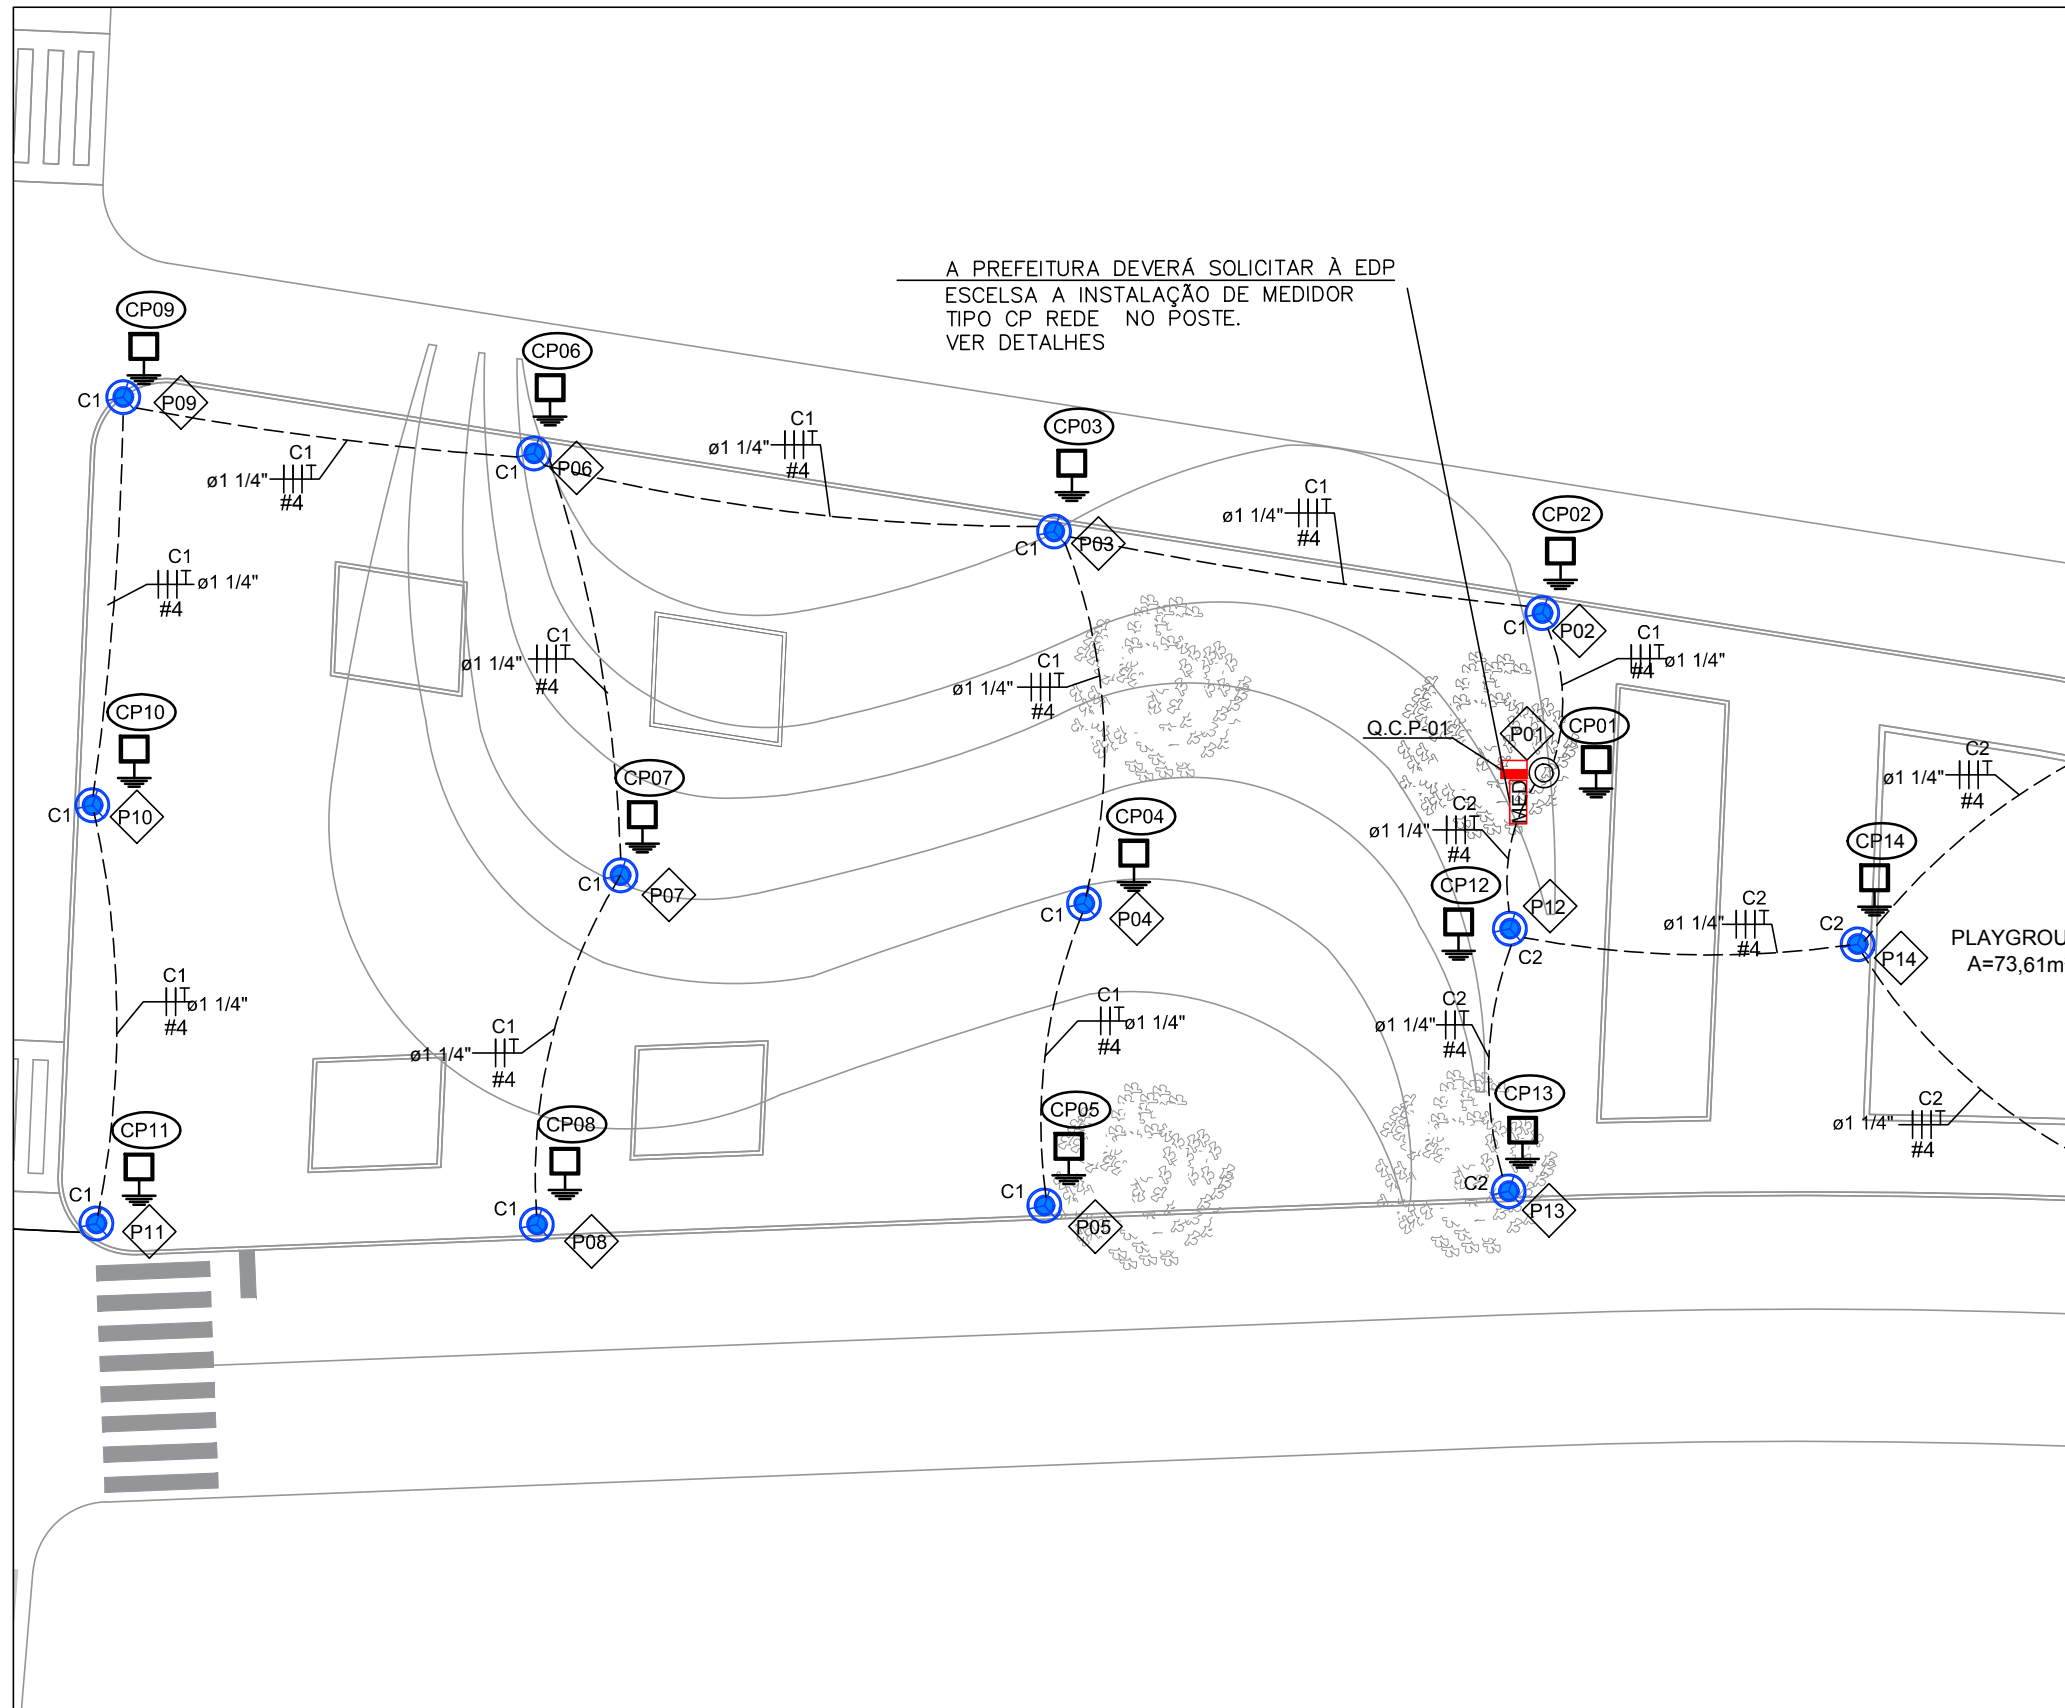 A PREFEITURA DEVERÁ SOLICITAR À EDP
ESCELSA A INSTALAÇÃO DE MEDIDOR
TIPO CP REDE NO POSTE.
VER DETALHES
CP09
C1
P09
C1
ø1 1/4"
#4
CP06
C1
P06
C1
ø1 1/4"
#4
CP03
C1
P03
C1
ø1 1/4"
#4
CP02
C1
P02
C1
ø1 1/4"
#4
C1
ø1 1/4"
#4
C1
ø1 1/4"
#4
C1
ø1 1/4"
#4
CP10
C1
P10
CP07
C1
P07
CP04
C1
P04
Q.C.P-01
P01
CP01
MED
C2
ø1 1/4"
#4
CP12
P12
C2
C2
ø1 1/4"
#4
C2
ø1 1/4"
#4
CP14
C2
P14
PLAYGROU
A=73,61m
C1
ø1 1/4"
#4
C1
ø1 1/4"
#4
C1
ø1 1/4"
#4
C2
ø1 1/4"
#4
C2
ø1 1/4"
#4
CP11
C1
P11
CP08
C1
P08
CP05
C1
P05
CP13
C2
P13